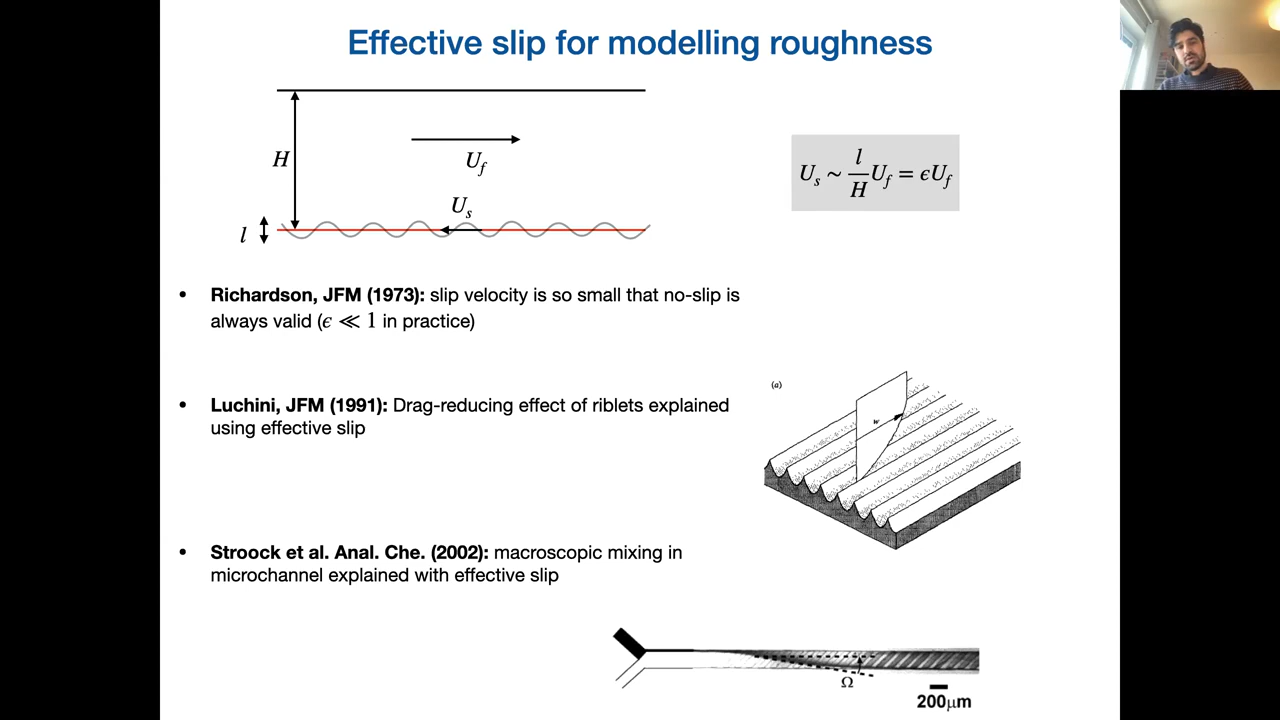 Effective slip for modelling roughness
H
U_f
U_s
l
U_s ~ l/H U_f = ϵU_f
• Richardson, JFM (1973): slip velocity is so small that no-slip is
always valid (ϵ ≪ 1 in practice)
(a)
w
• Luchini, JFM (1991): Drag-reducing effect of riblets explained
using effective slip
• Stroock et al. Anal. Che. (2002): macroscopic mixing in
microchannel explained with effective slip
Ω
200μm